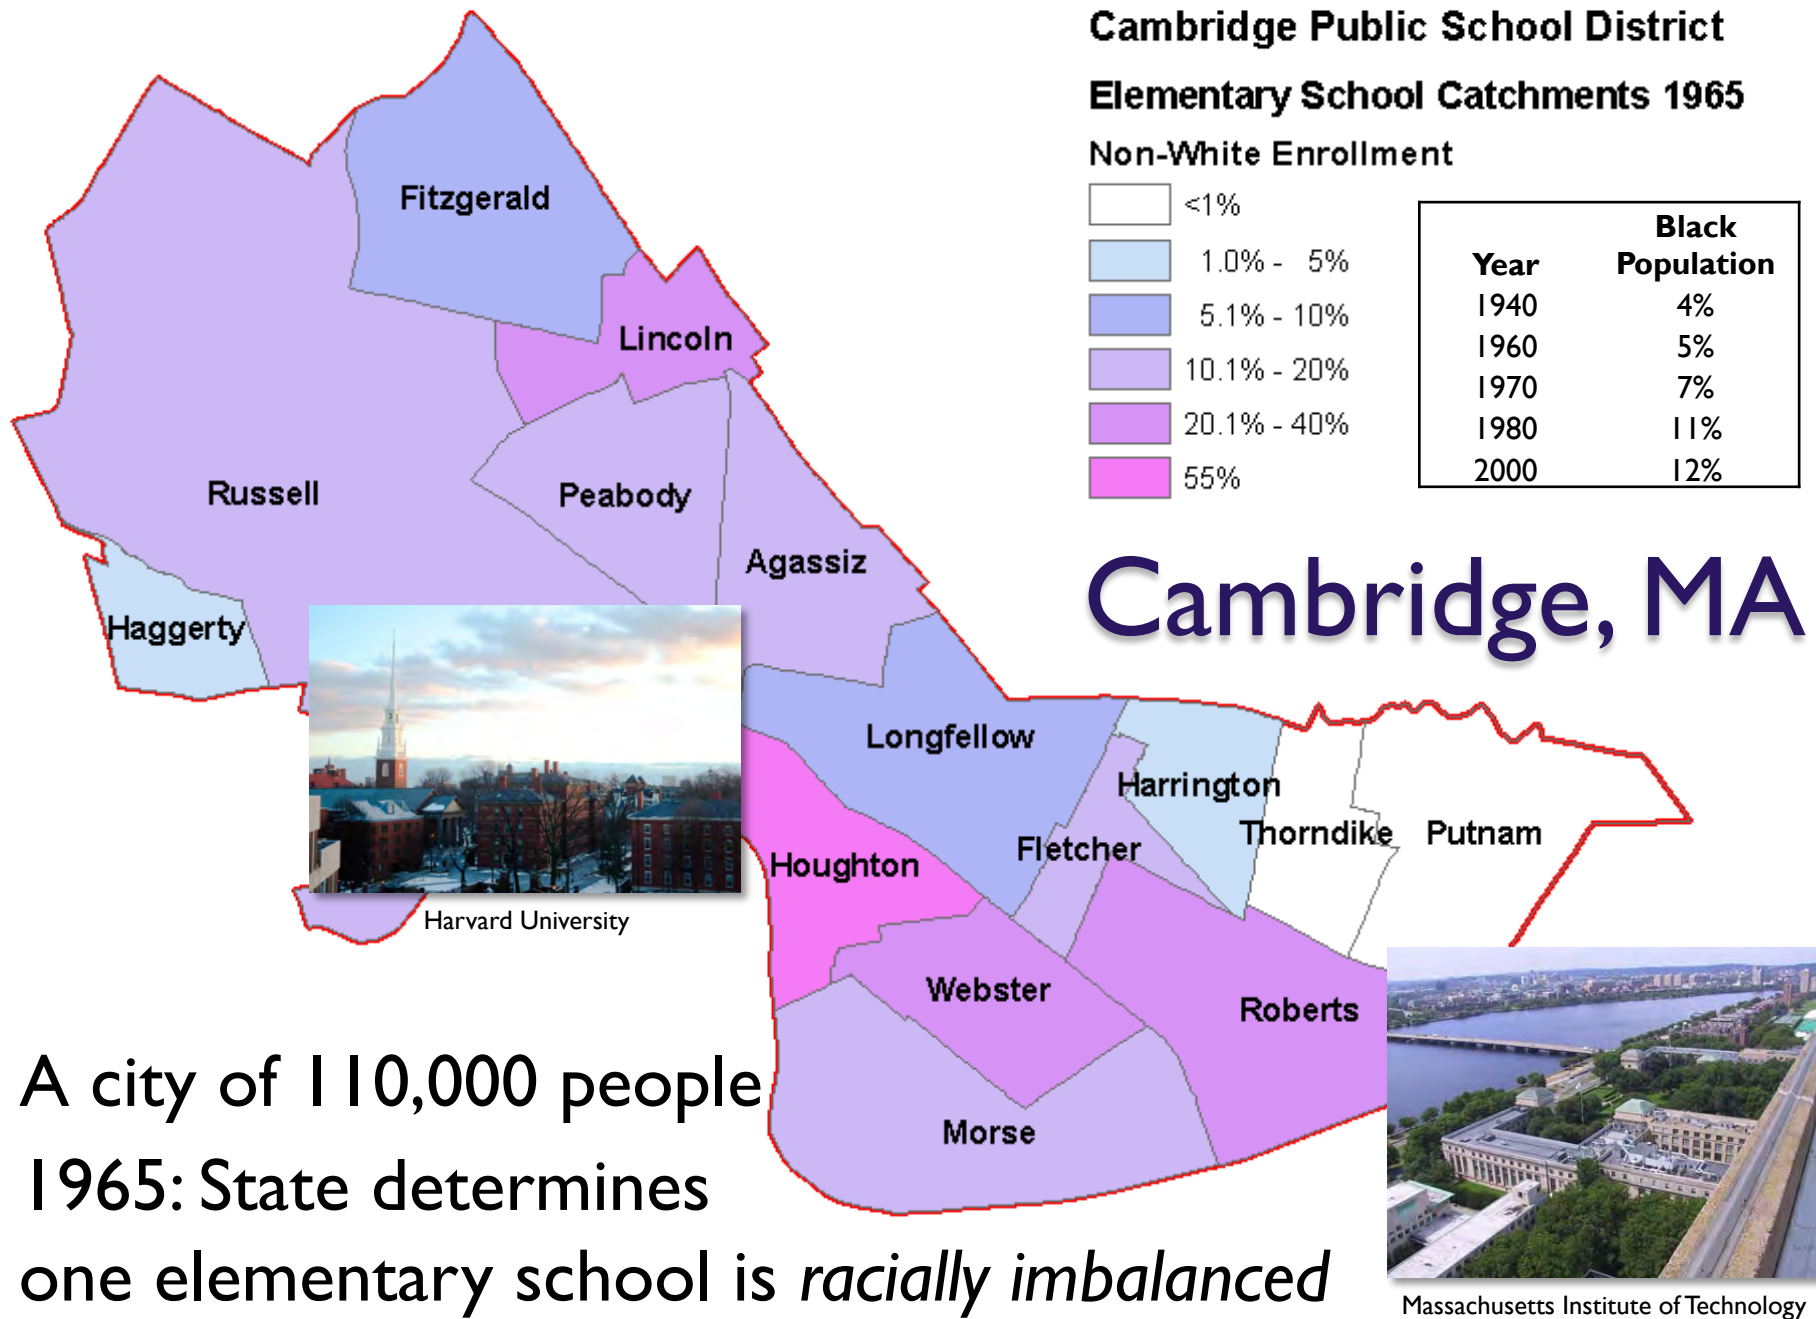 Cambridge Public School District
Elementary School Catchments 1965
Non-White Enrollment
<1%
1.0% - 5%
5.1% - 10%
10.1% - 20%
20.1% - 40%
55%
Black
Year Population
1940 4%
1960 5%
1970 7%
1980 11%
2000 12%
Cambridge, MA
Fitzgerald
Lincoln
Russell
Peabody
Agassiz
Haggerty
Longfellow
Harrington
Thorndike
Putnam
Fletcher
Houghton
Harvard University
Webster
Roberts
Morse
A city of 110,000 people
1965: State determines
one elementary school is racially imbalanced
Massachusetts Institute of Technology